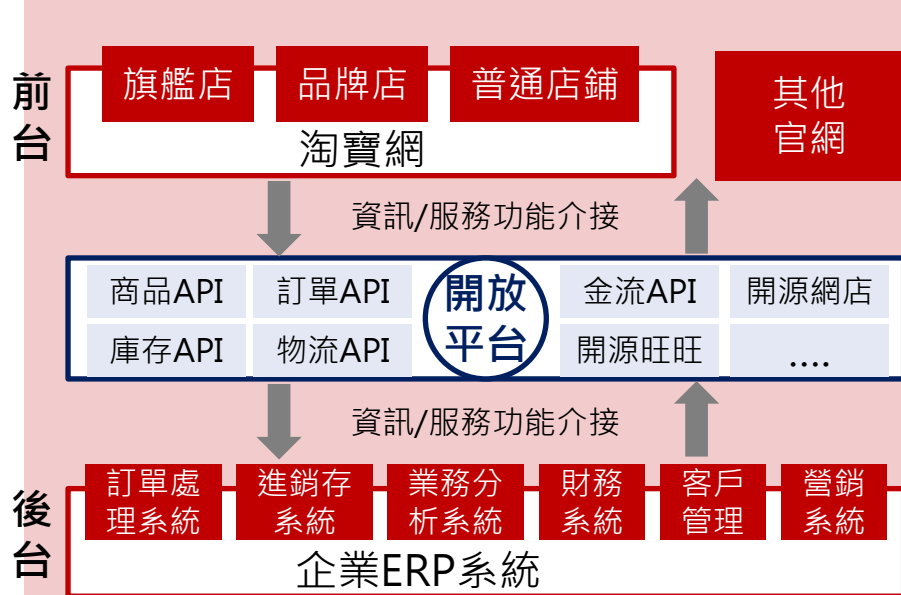 前台
旗艦店
品牌店
普通店鋪
淘寶網
其他
官網
資訊/服務功能介接
商品API
訂單API
庫存API
物流API
開放
平台
金流API
開源網店
開源旺旺
....
資訊/服務功能介接
後台
訂單處
理系統
進銷存
系統
業務分
析系統
財務
系統
客戶
管理
營銷
系統
企業ERP系統